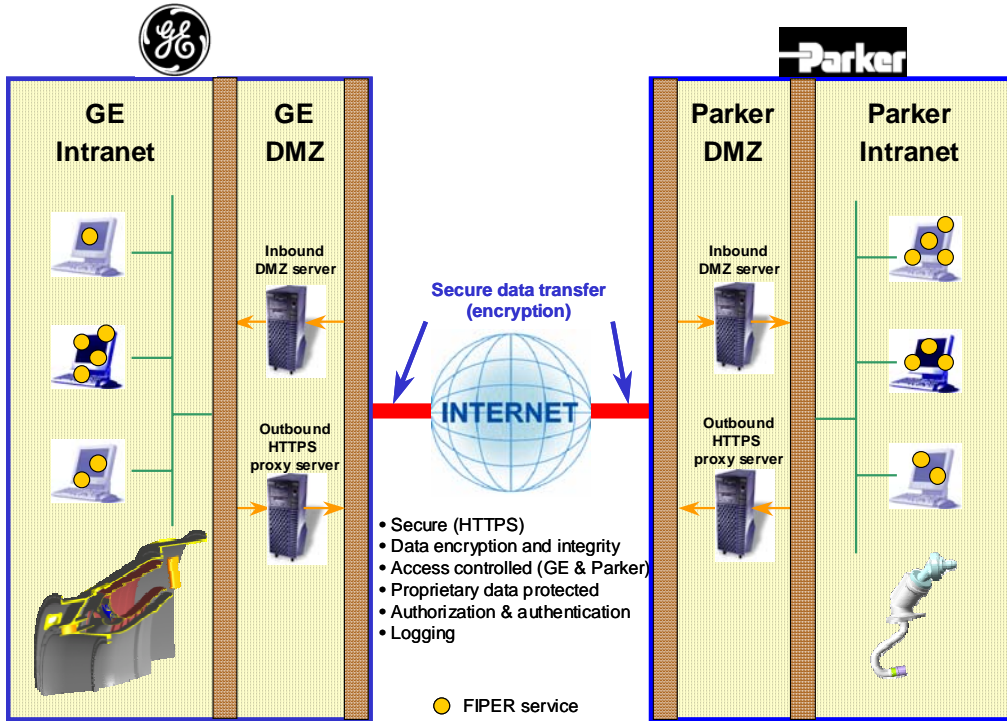 GE
Parker
GE
Intranet
GE
DMZ
Parker
DMZ
Parker
Intranet
Inbound
DMZ server
Inbound
DMZ server
Secure data transfer
(encryption)
INTERNET
Outbound
HTTPS
proxy server
Outbound
HTTPS
proxy server
• Secure (HTTPS)
• Data encryption and integrity
• Access controlled (GE & Parker)
• Proprietary data protected
• Authorization & authentication
• Logging
FIPER service